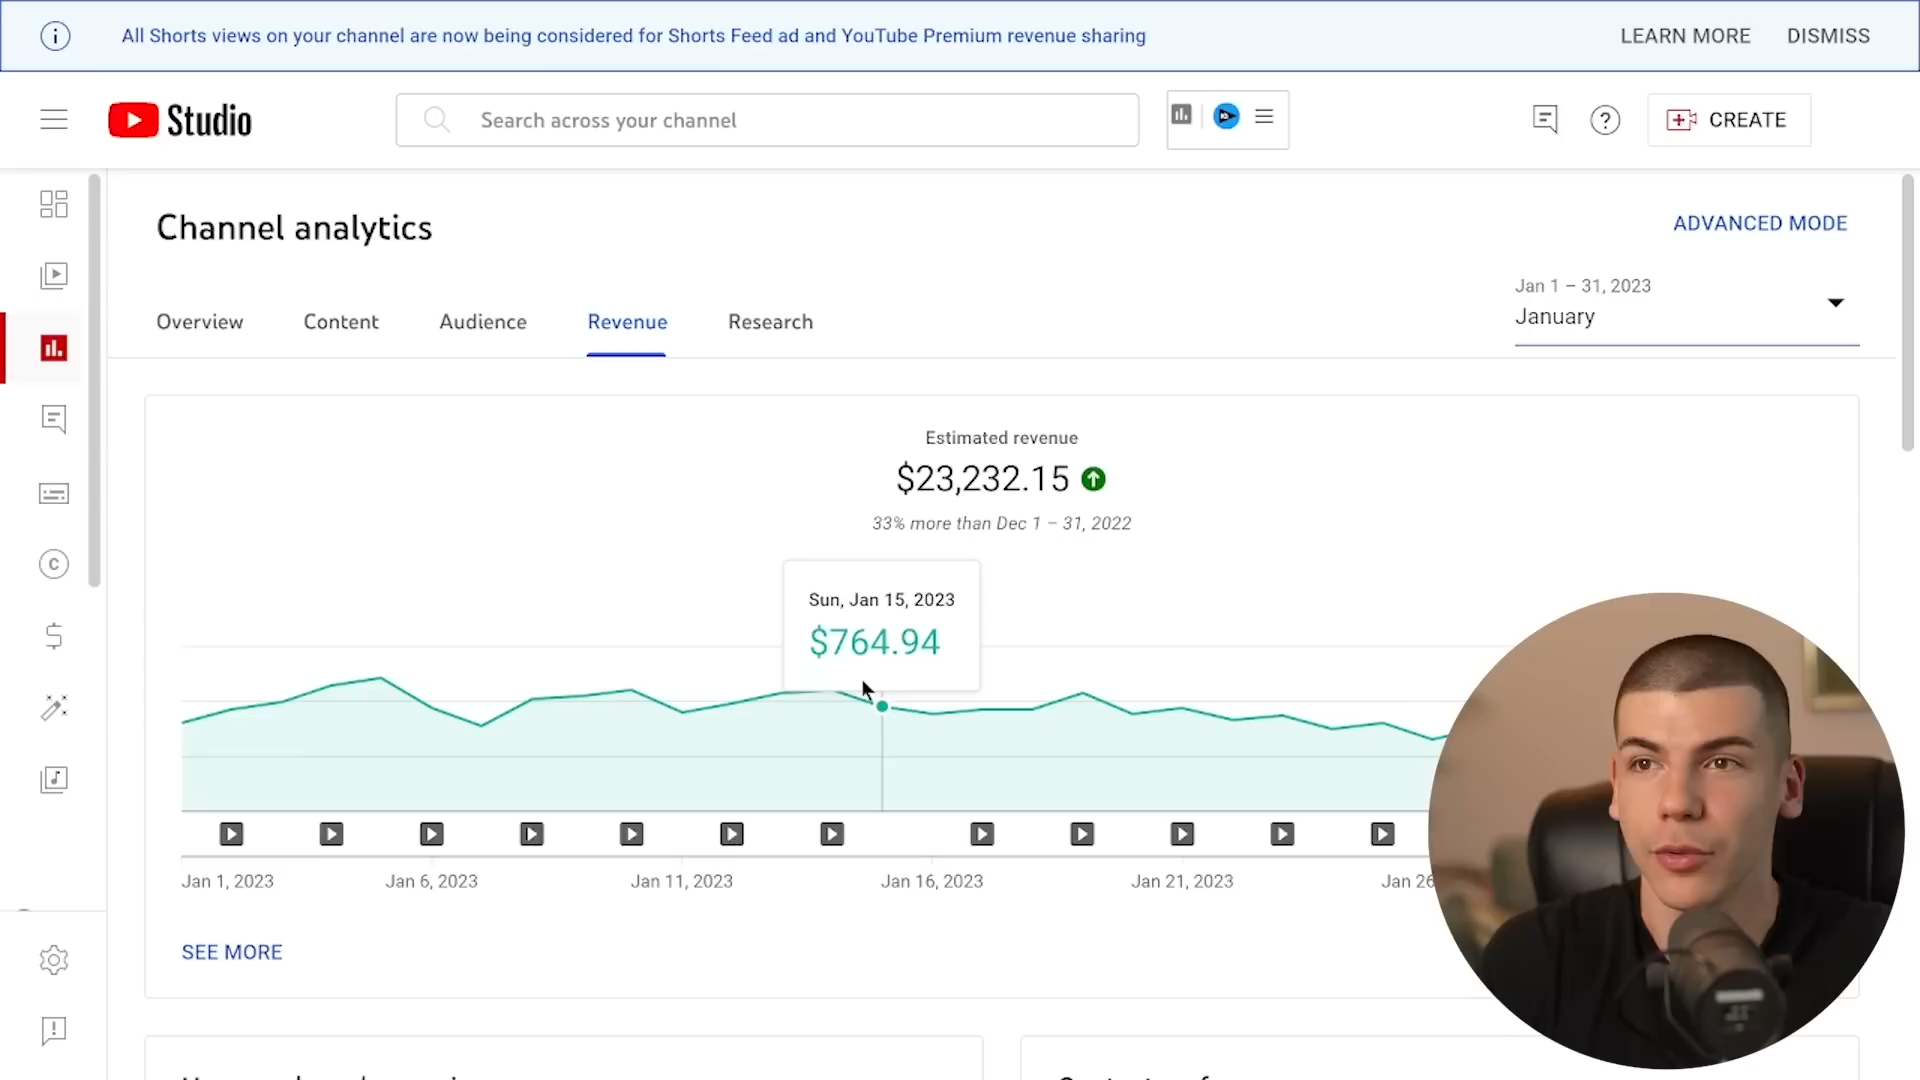 All Shorts views on your channel are now being considered for Shorts Feed ad and YouTube Premium revenue sharing
LEARN MORE
DISMISS
Studio
Search across your channel
CREATE
Channel analytics
ADVANCED MODE
Jan 1 – 31, 2023
January
Overview
Content
Audience
Revenue
Research
Estimated revenue
$23,232.15
33% more than Dec 1 – 31, 2022
Sun, Jan 15, 2023
$764.94
Jan 1, 2023
Jan 6, 2023
Jan 11, 2023
Jan 16, 2023
Jan 21, 2023
Jan 26
SEE MORE